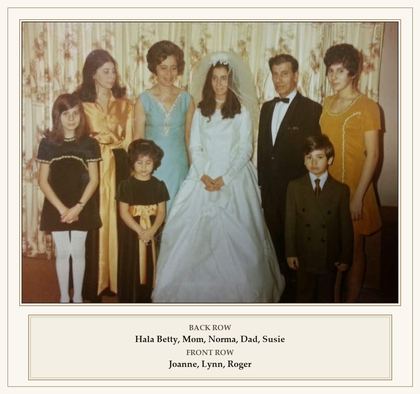 BACK ROW
Hala Betty, Mom, Norma, Dad, Susie
FRONT ROW
Joanne, Lynn, Roger